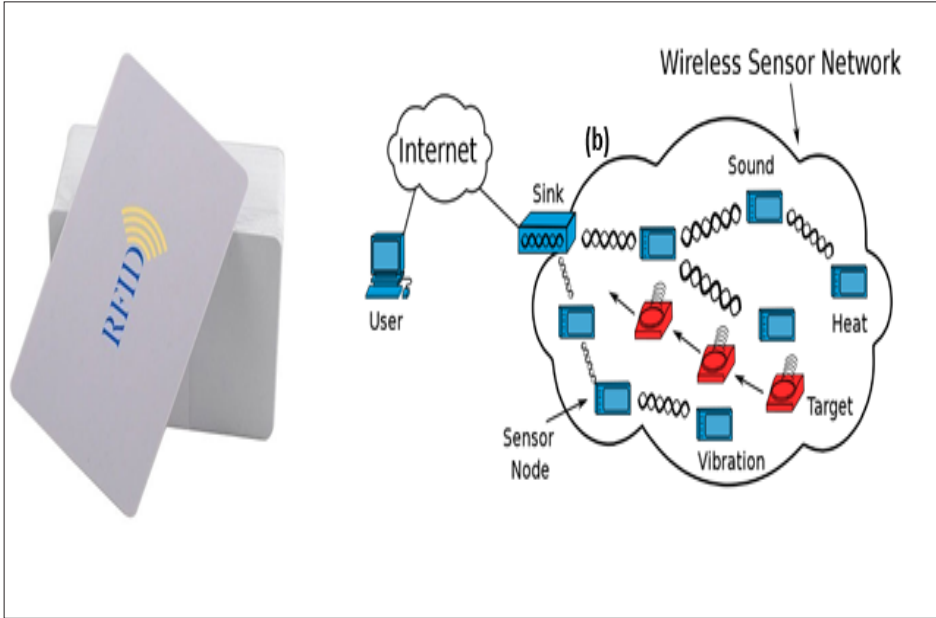 RFID
Wireless Sensor Network
Internet
(b)
Sound
Sink
User
Heat
Target
Sensor
Node
Vibration